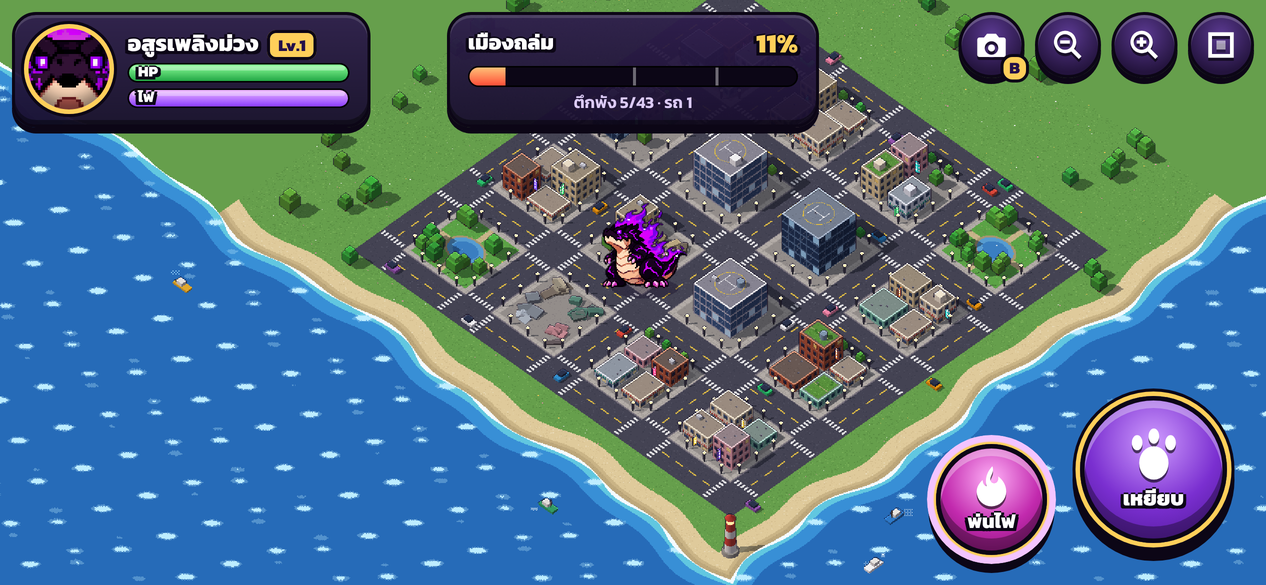 อสูรเพลิงม่วง Lv.1
HP
ไฟ
เมืองถล่ม 11%
ตึกพัง 5/43 · รถ 1
B
พ่นไฟ
เหยียบ